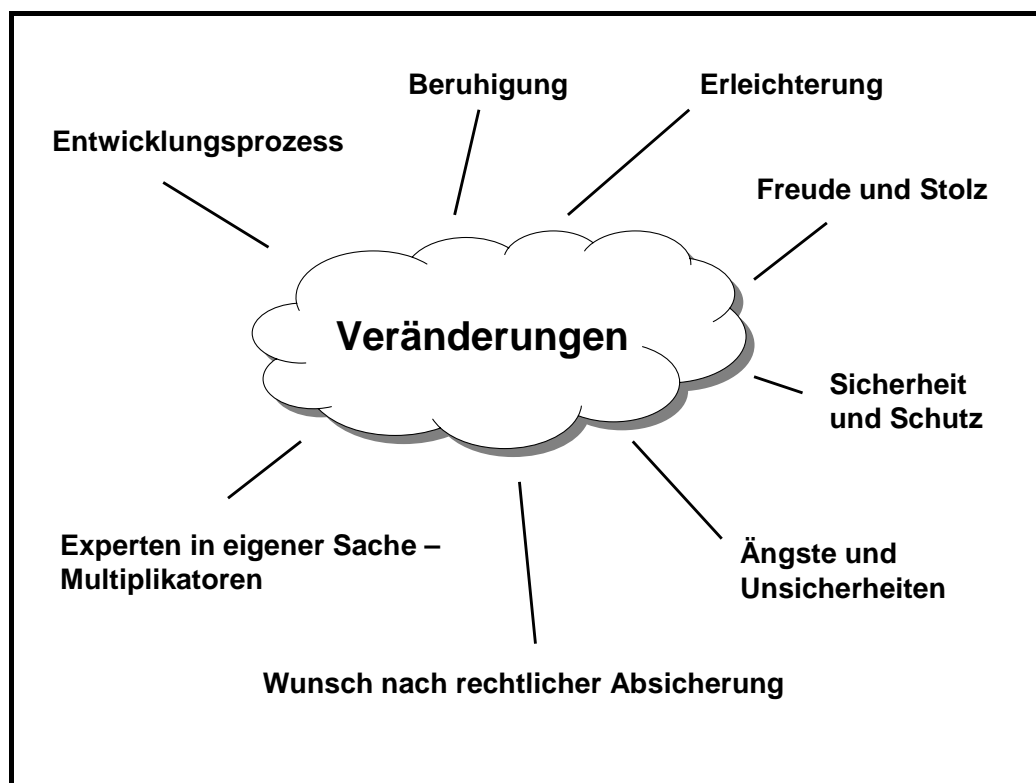 Beruhigung
Erleichterung
Entwicklungsprozess
Freude und Stolz
Veränderungen
Sicherheit
und Schutz
Experten in eigener Sache –
Multiplikatoren
Ängste und
Unsicherheiten
Wunsch nach rechtlicher Absicherung